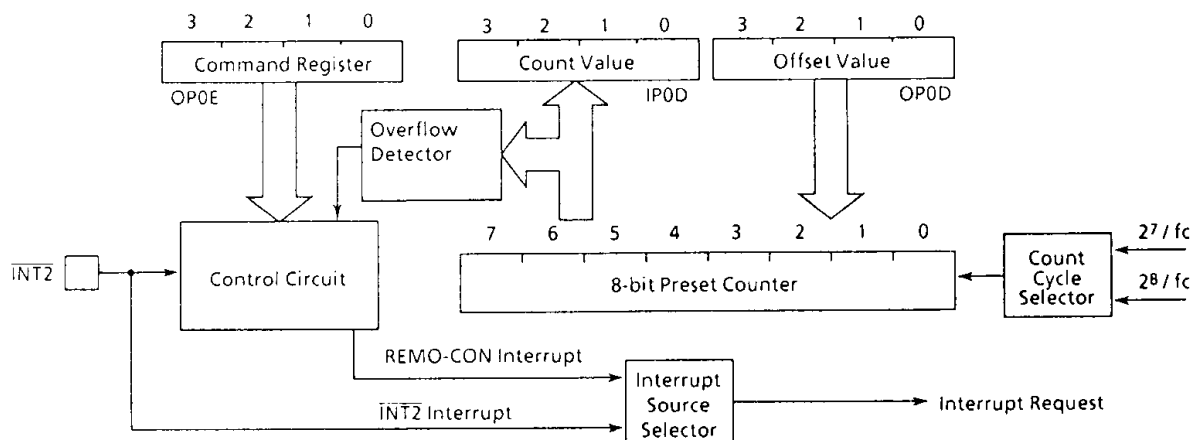 3 2 1 0
3 2 1 0
3 2 1 0
Command Register
Count Value
Offset Value
OP0E
IP0D
OP0D
Overflow
Detector
7 6 5 4 3 2 1 0
8-bit Preset Counter
Count
Cycle
Selector
2⁷ / fc
2⁸ / fc
INT2
Control Circuit
REMO-CON Interrupt
INT2 Interrupt
Interrupt
Source
Selector
Interrupt Request